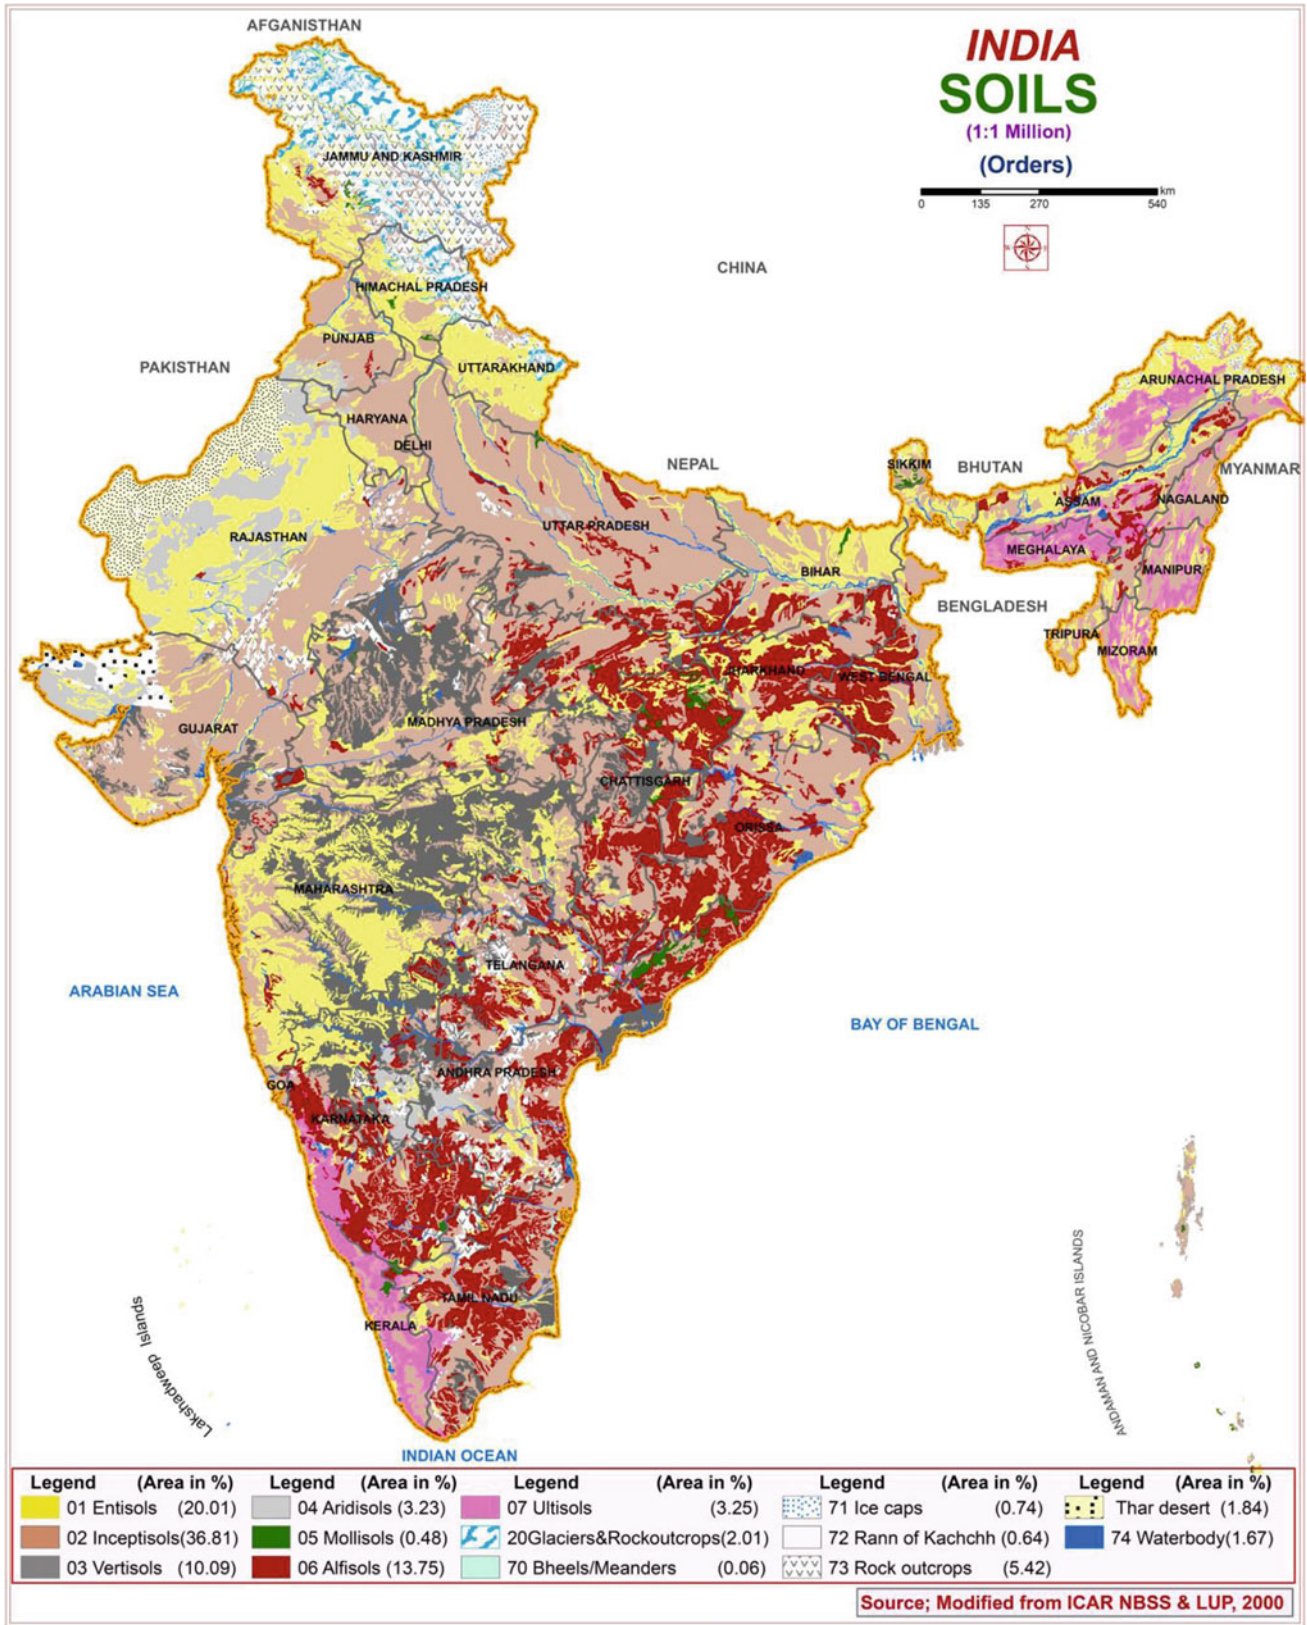 AFGANISTHAN
INDIA
SOILS
(1:1 Million)
(Orders)
km
0 135 270 540
JAMMU AND KASHMIR
CHINA
HIMACHAL PRADESH
PUNJAB
PAKISTHAN
UTTARAKHAND
ARUNACHAL PRADESH
HARYANA
DELHI
NEPAL
SIKKIM
BHUTAN
MYANMAR
ASSAM
NAGALAND
RAJASTHAN
UTTAR PRADESH
MEGHALAYA
BIHAR
MANIPUR
BENGLADESH
TRIPURA
MIZORAM
JHARKHAND
WEST BENGAL
GUJARAT
MADHYA PRADESH
CHATTISGARH
ORISSA
MAHARASHTRA
TELANGANA
ARABIAN SEA
BAY OF BENGAL
ANDHRA PRADESH
GOA
KARNATAKA
ANDAMAN AND NICOBAR ISLANDS
Lakshadweep Islands
TAMIL NADU
KERALA
INDIAN OCEAN
Legend (Area in %) Legend (Area in %) Legend (Area in %) Legend (Area in %) Legend (Area in %)
01 Entisols (20.01) 04 Aridisols (3.23) 07 Ultisols (3.25) 71 Ice caps (0.74) Thar desert (1.84)
02 Inceptisols(36.81) 05 Mollisols (0.48) 20Glaciers&Rockoutcrops(2.01) 72 Rann of Kachchh (0.64) 74 Waterbody(1.67)
03 Vertisols (10.09) 06 Alfisols (13.75) 70 Bheels/Meanders (0.06) 73 Rock outcrops (5.42)
Source; Modified from ICAR NBSS & LUP, 2000